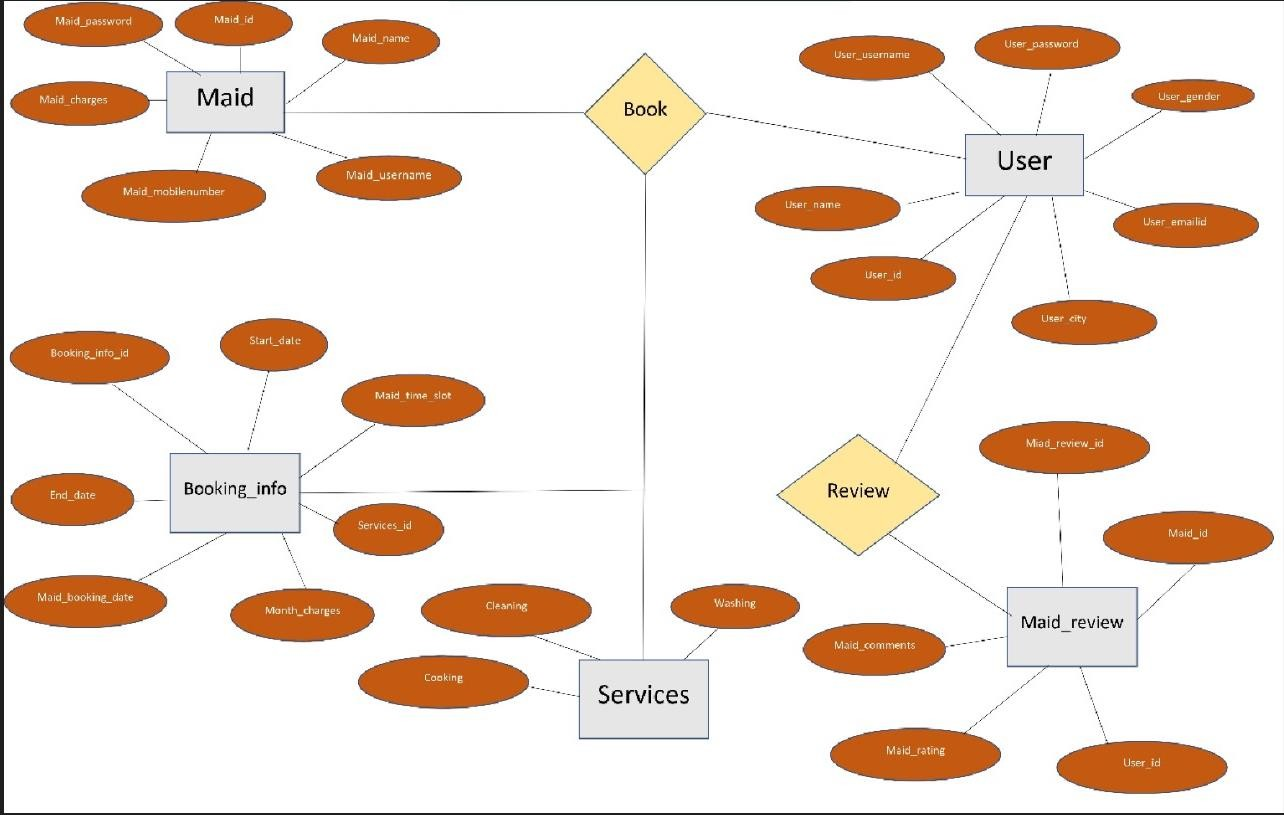 Maid_password
Maid_id
Maid_name
Maid_charges
Maid
Maid_mobilenumber
Maid_username
Book
User_username
User_password
User_gender
User
User_name
User_emailid
User_id
User_city
Booking_info_id
Start_date
Maid_time_slot
End_date
Booking_info
Services_id
Maid_booking_date
Month_charges
Cleaning
Washing
Cooking
Services
Review
Miad_review_id
Maid_id
Maid_review
Maid_comments
Maid_rating
User_id